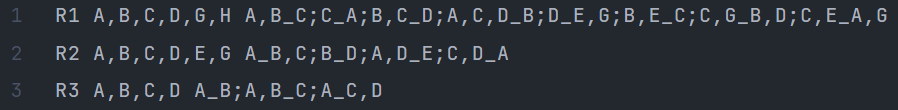 1 R1 A,B,C,D,G,H A,B_C;C_A;B,C_D;A,C,D_B;D_E,G;B,E_C;C,G_B,D;C,E_A,G
2 R2 A,B,C,D,E,G A_B,C;B_D;A,D_E;C,D_A
3 R3 A,B,C,D A_B;A,B_C;A_C,D